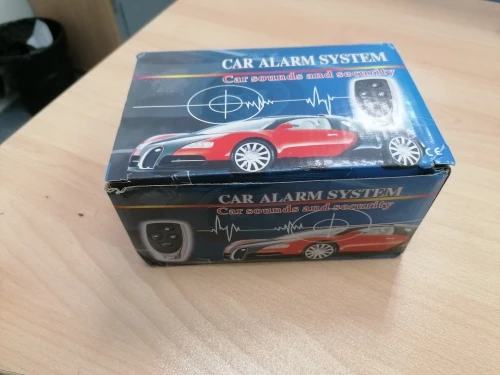 CAR ALARM SYSTEM
Car sounds and security
CE
CAR ALARM SYSTEM
Car sounds and security